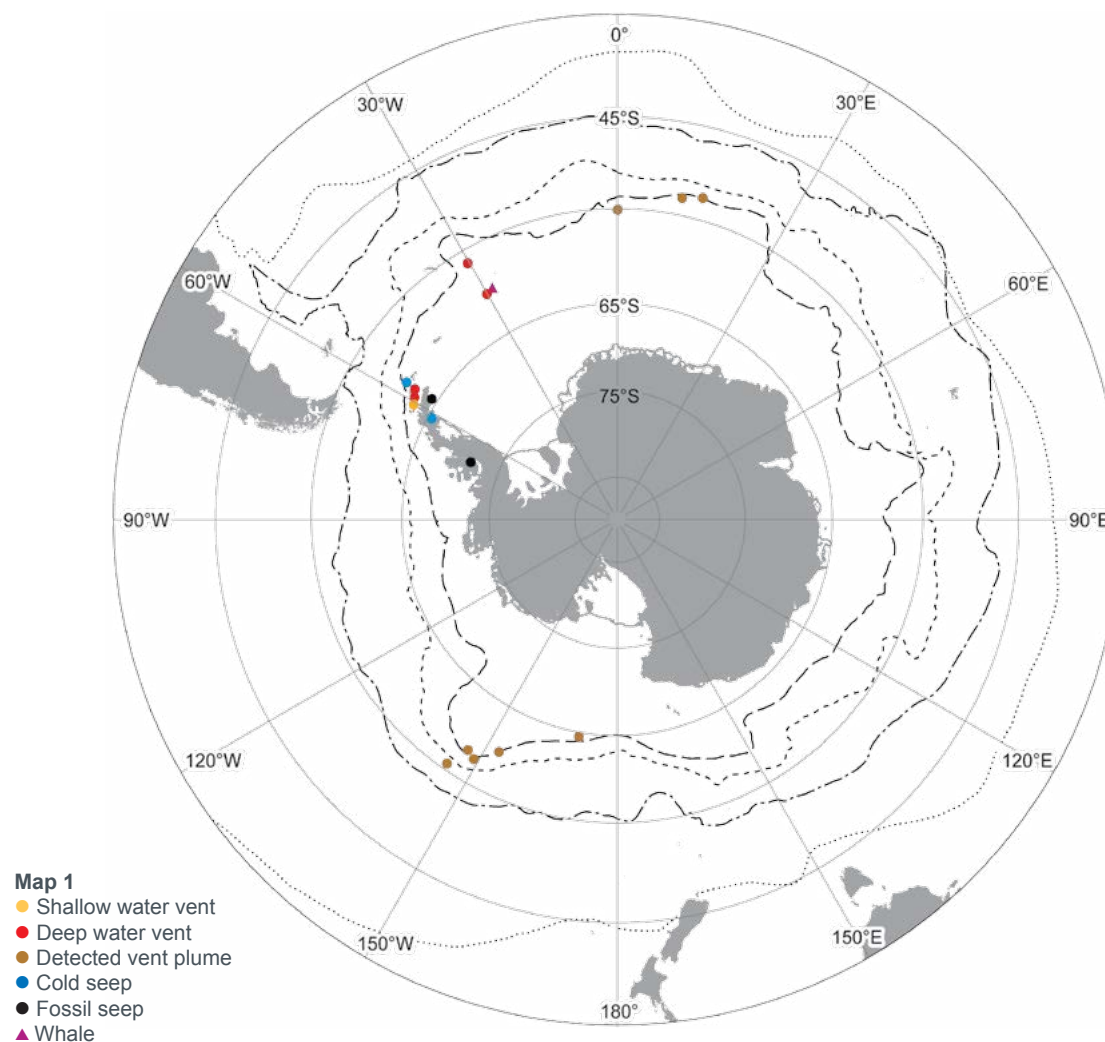 0°
30°W
30°E
45°S
60°W
60°E
65°S
75°S
90°W
90°E
120°W
120°E
150°W
150°E
180°
Map 1
Shallow water vent
Deep water vent
Detected vent plume
Cold seep
Fossil seep
Whale